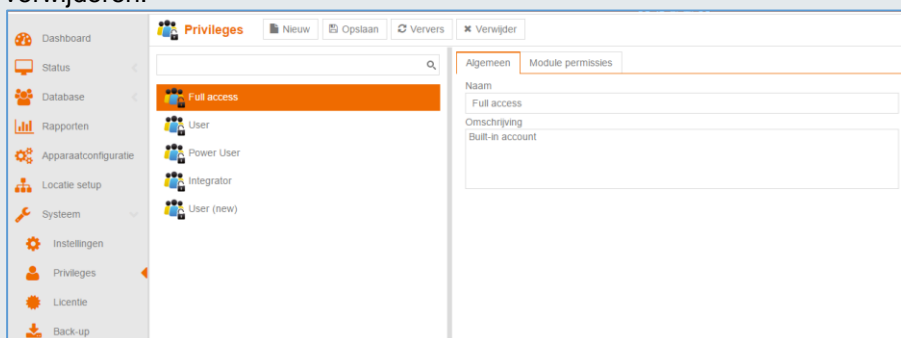 verwijderen.
Dashboard
Status
Database
Rapporten
Apparaatconfiguratie
Locatie setup
Systeem
Instellingen
Privileges
Licentie
Back-up
Privileges Nieuw Opslaan Ververs Verwijder
Full access
User
Power User
Integrator
User (new)
Algemeen Module permissies
Naam
Full access
Omschrijving
Built-in account